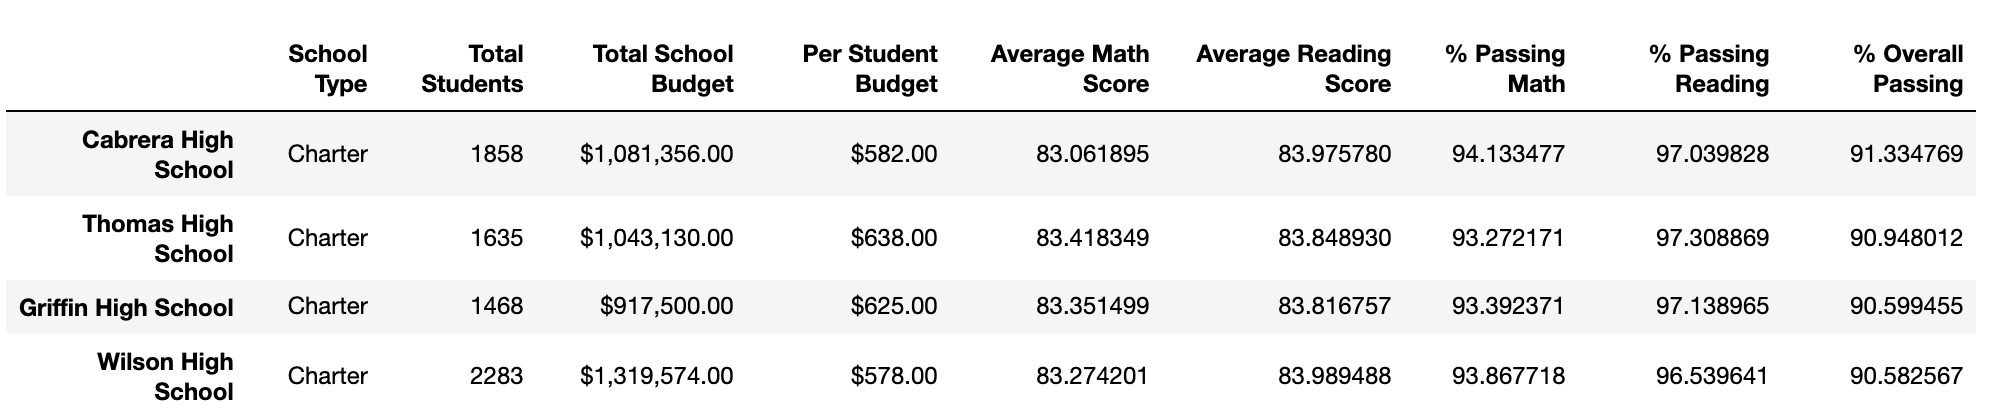 School Type Total Students Total School Budget Per Student Budget Average Math Score Average Reading Score % Passing Math % Passing Reading % Overall Passing
Cabrera High School Charter 1858 $1,081,356.00 $582.00 83.061895 83.975780 94.133477 97.039828 91.334769
Thomas High School Charter 1635 $1,043,130.00 $638.00 83.418349 83.848930 93.272171 97.308869 90.948012
Griffin High School Charter 1468 $917,500.00 $625.00 83.351499 83.816757 93.392371 97.138965 90.599455
Wilson High School Charter 2283 $1,319,574.00 $578.00 83.274201 83.989488 93.867718 96.539641 90.582567